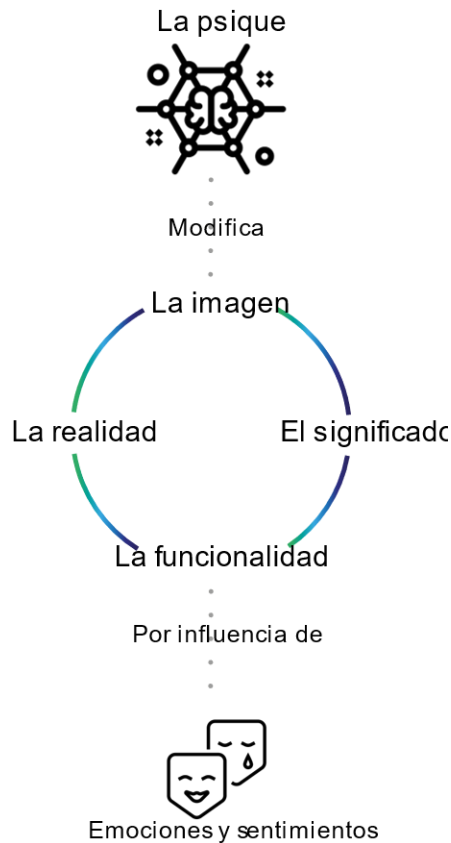 La psique
Modifica
La imagen
La realidad
El significado
La funcionalidad
Por influencia de
Emociones y sentimientos